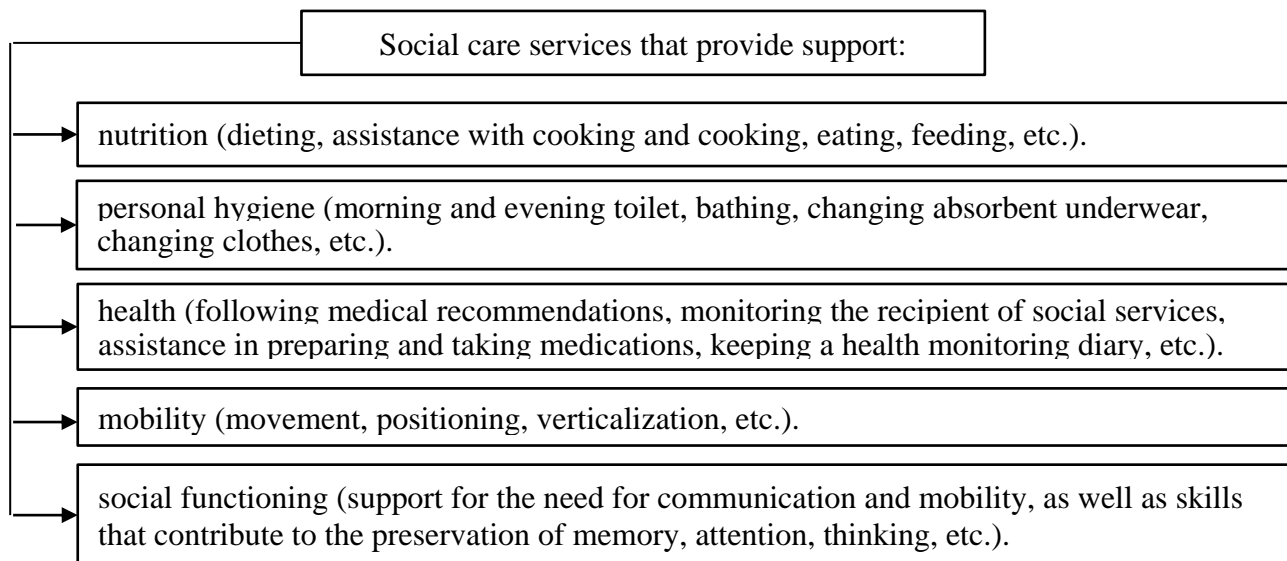 Social care services that provide support:
nutrition (dieting, assistance with cooking and cooking, eating, feeding, etc.).
personal hygiene (morning and evening toilet, bathing, changing absorbent underwear,
changing clothes, etc.).
health (following medical recommendations, monitoring the recipient of social services,
assistance in preparing and taking medications, keeping a health monitoring diary, etc.).
mobility (movement, positioning, verticalization, etc.).
social functioning (support for the need for communication and mobility, as well as skills
that contribute to the preservation of memory, attention, thinking, etc.).